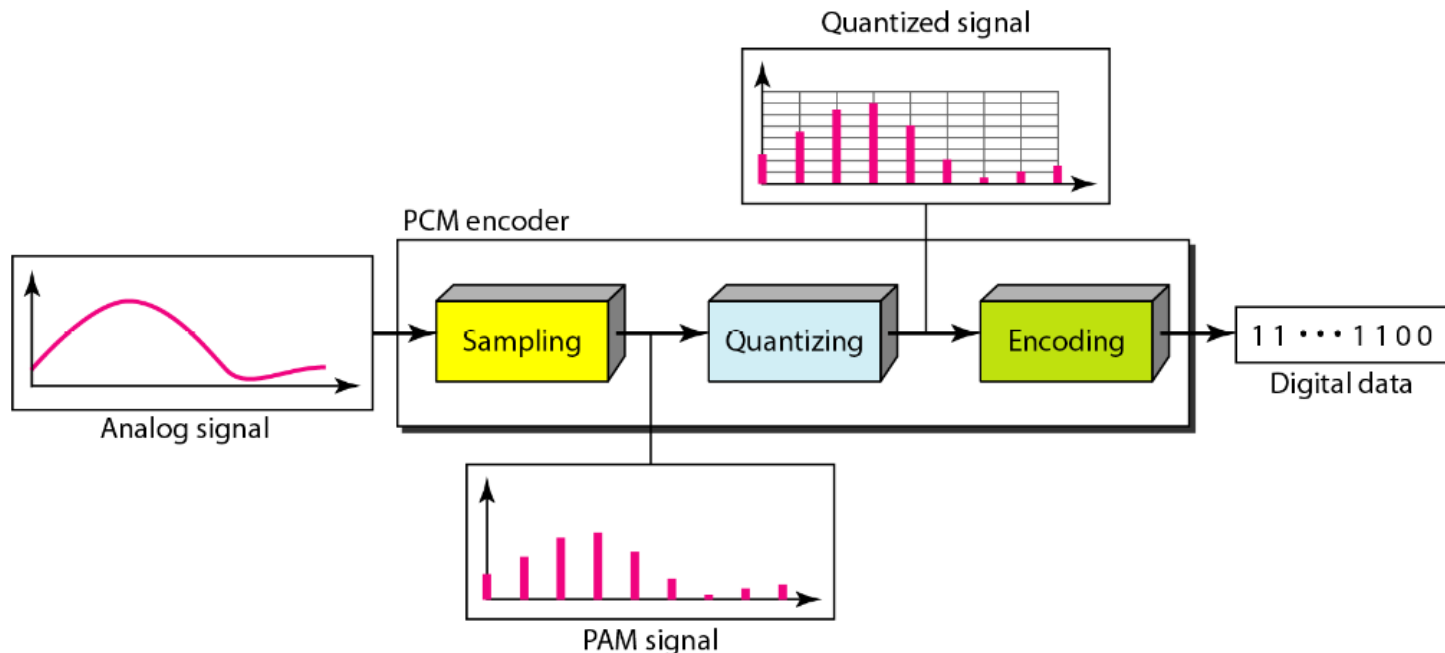 Quantized signal
PCM encoder
Sampling
Quantizing
Encoding
11 ··· 1100
Digital data
Analog signal
PAM signal